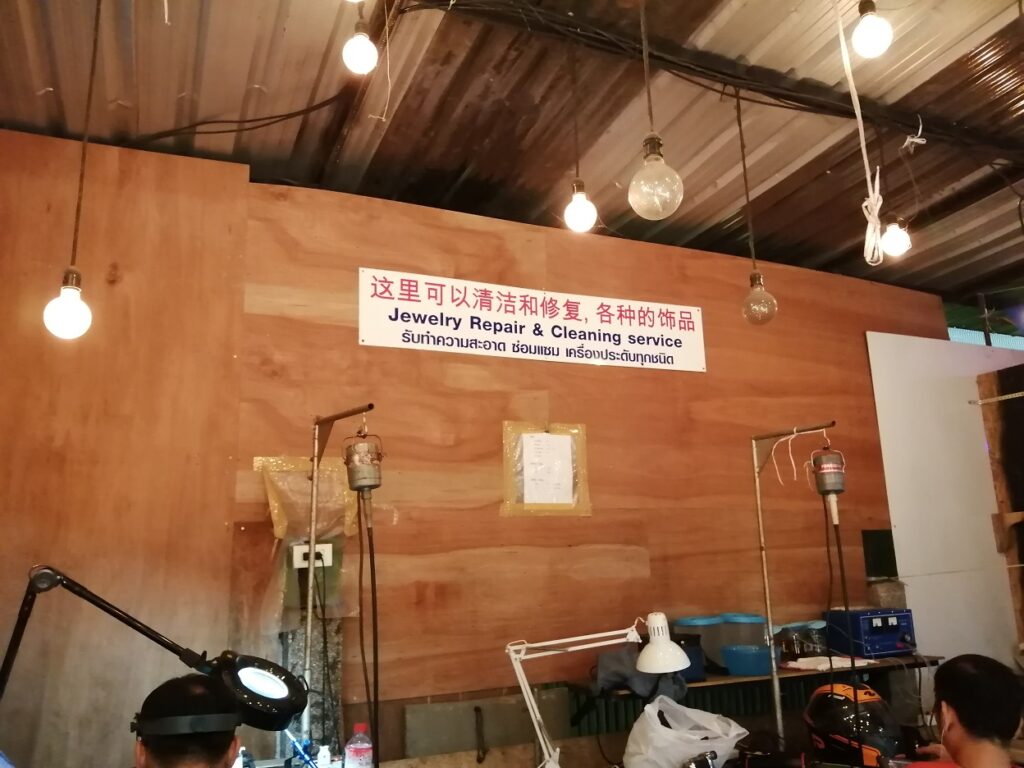 这里可以清洁和修复, 各种的饰品
Jewelry Repair & Cleaning service
รับทำความสะอาด ซ่อมแซม เครื่องประดับทุกชนิด